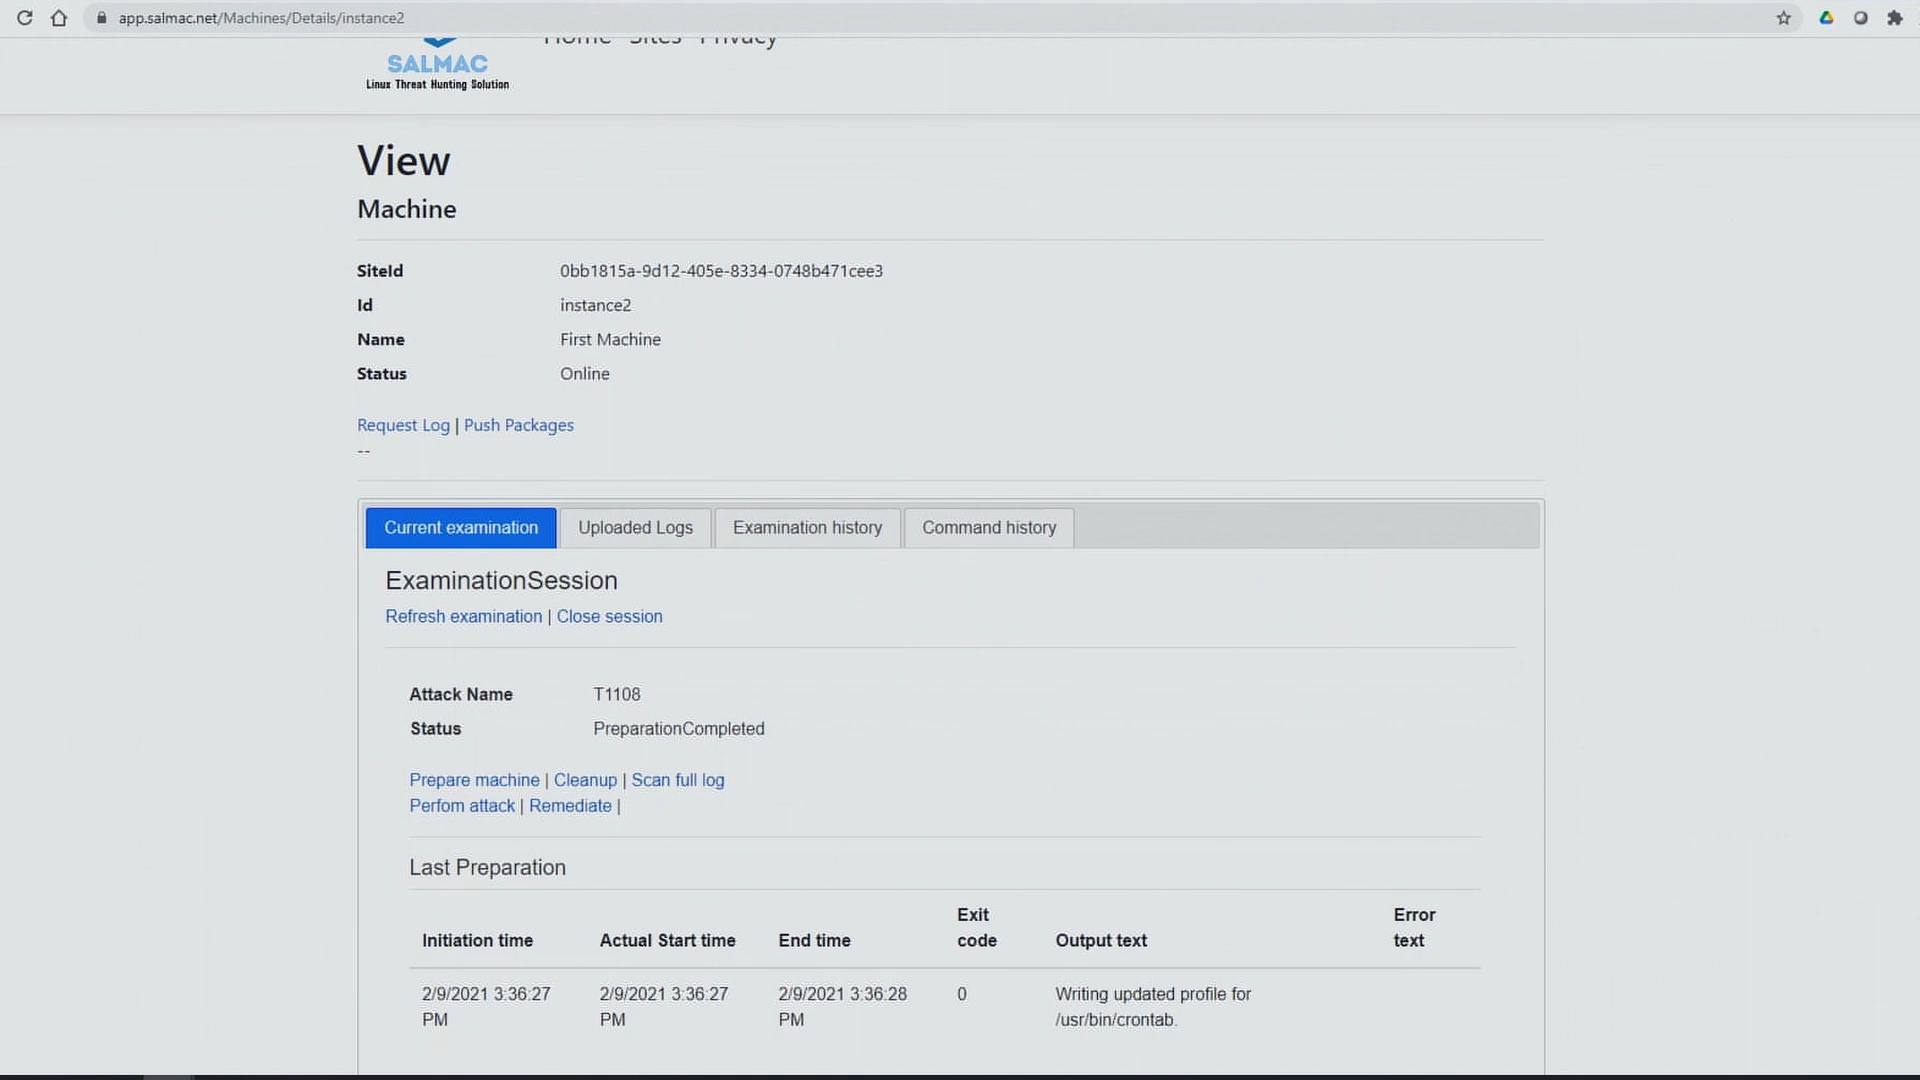 app.salmac.net/Machines/Details/instance2
Home Sites Privacy
SALMAC
Linux Threat Hunting Solution
View
Machine
SiteId 0bb1815a-9d12-405e-8334-0748b471cee3
Id instance2
Name First Machine
Status Online
Request Log | Push Packages
--
Current examination Uploaded Logs Examination history Command history
ExaminationSession
Refresh examination | Close session
Attack Name T1108
Status PreparationCompleted
Prepare machine | Cleanup | Scan full log
Perfom attack | Remediate |
Last Preparation
Initiation time Actual Start time End time Exit code Output text Error text
2/9/2021 3:36:27 PM 2/9/2021 3:36:27 PM 2/9/2021 3:36:28 PM 0 Writing updated profile for /usr/bin/crontab.